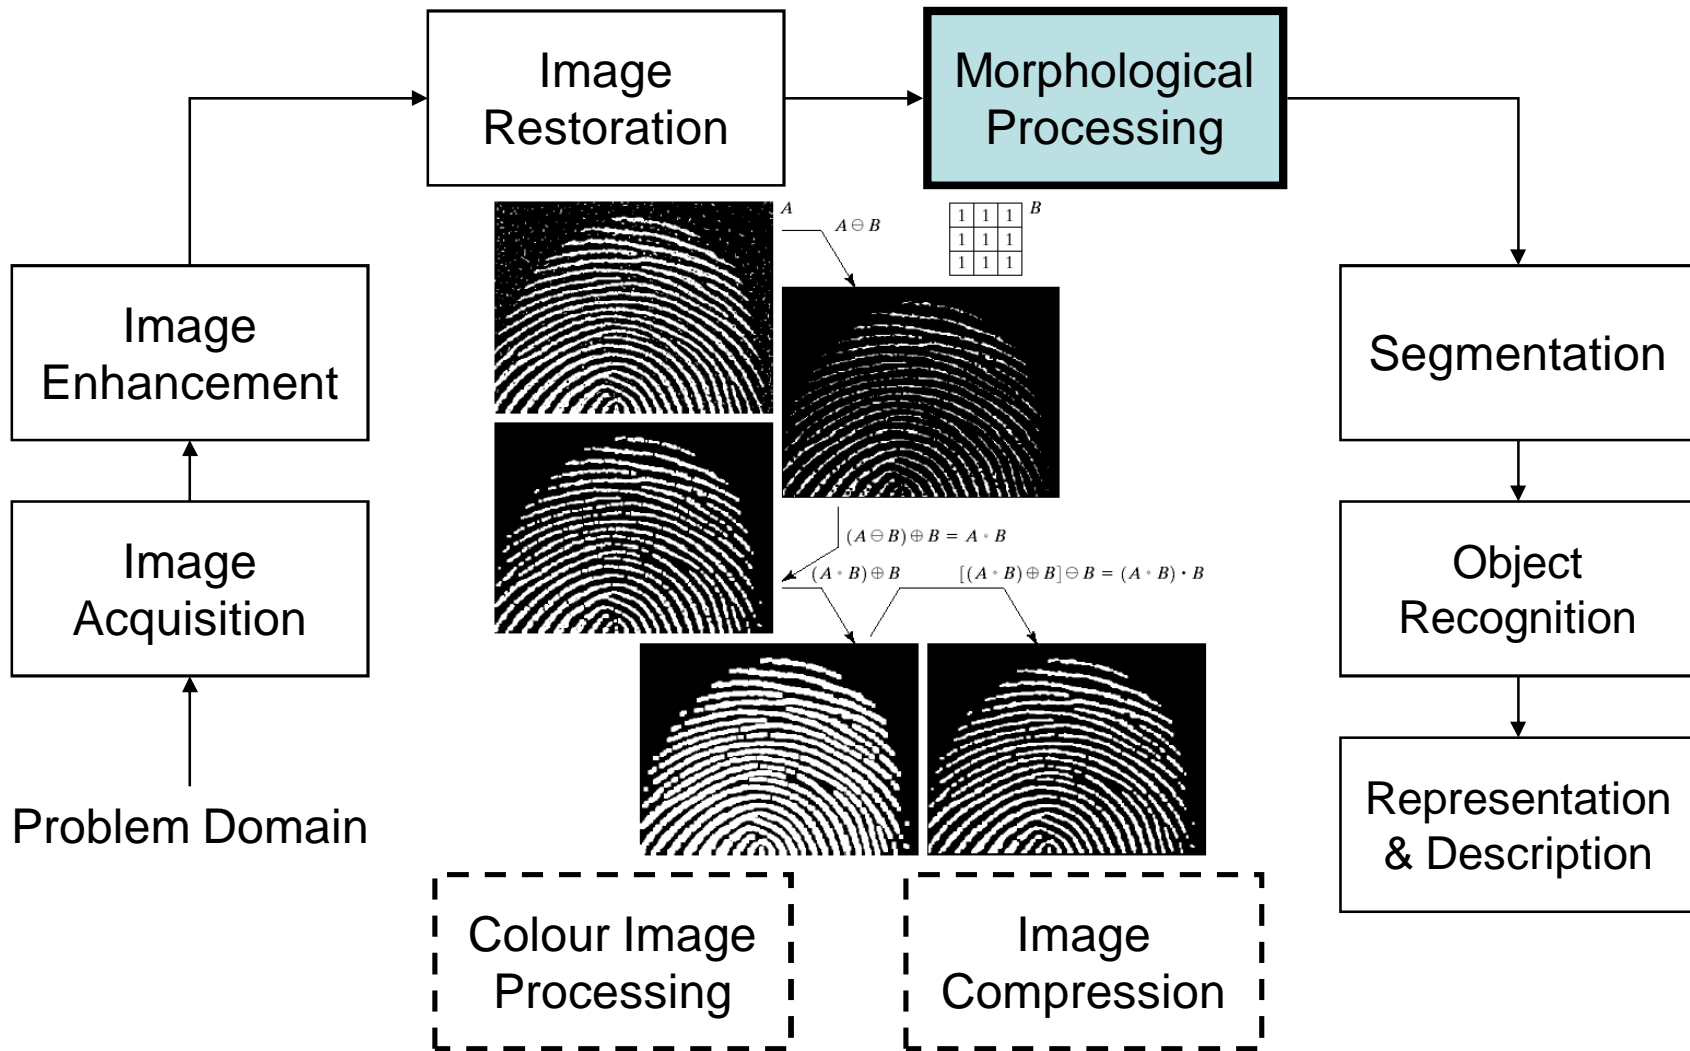 Image
Restoration
Morphological
Processing
A
A ⊖ B
1 1 1
1 1 1
1 1 1
B
Image
Enhancement
Segmentation
(A ⊖ B) ⊕ B = A ∘ B
(A ∘ B) ⊕ B
[(A ∘ B) ⊕ B] ⊖ B = (A ∘ B) • B
Image
Acquisition
Object
Recognition
Problem Domain
Representation
& Description
Colour Image
Processing
Image
Compression